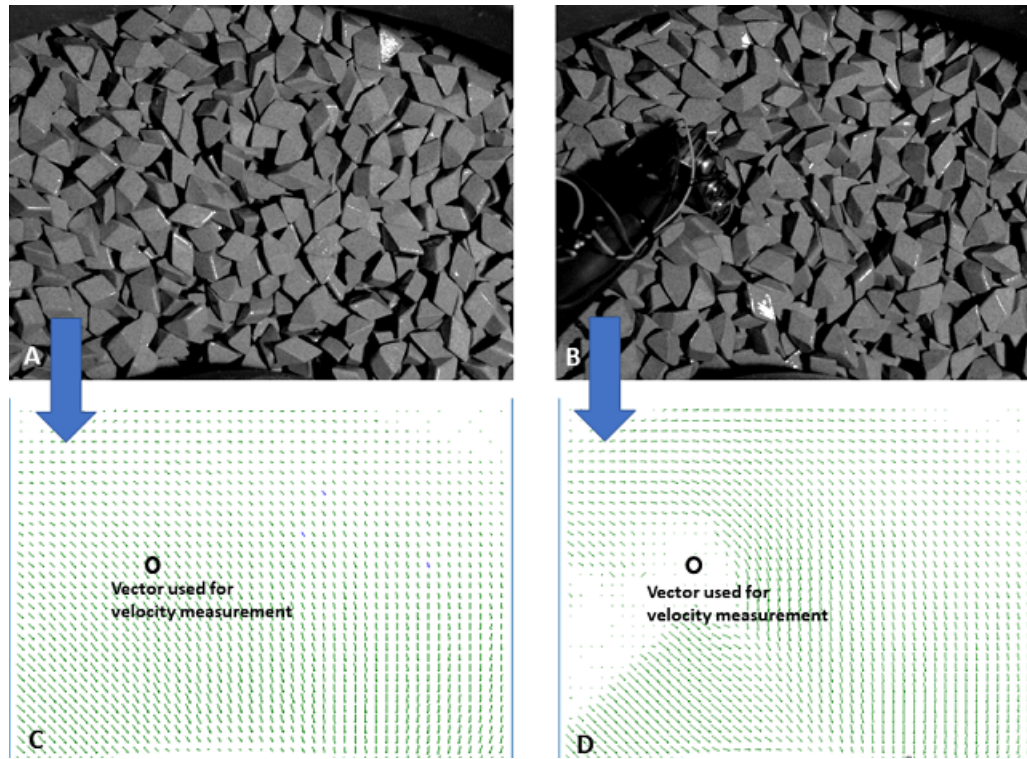 A
B
Vector used for
velocity measurement
Vector used for
velocity measurement
C
D